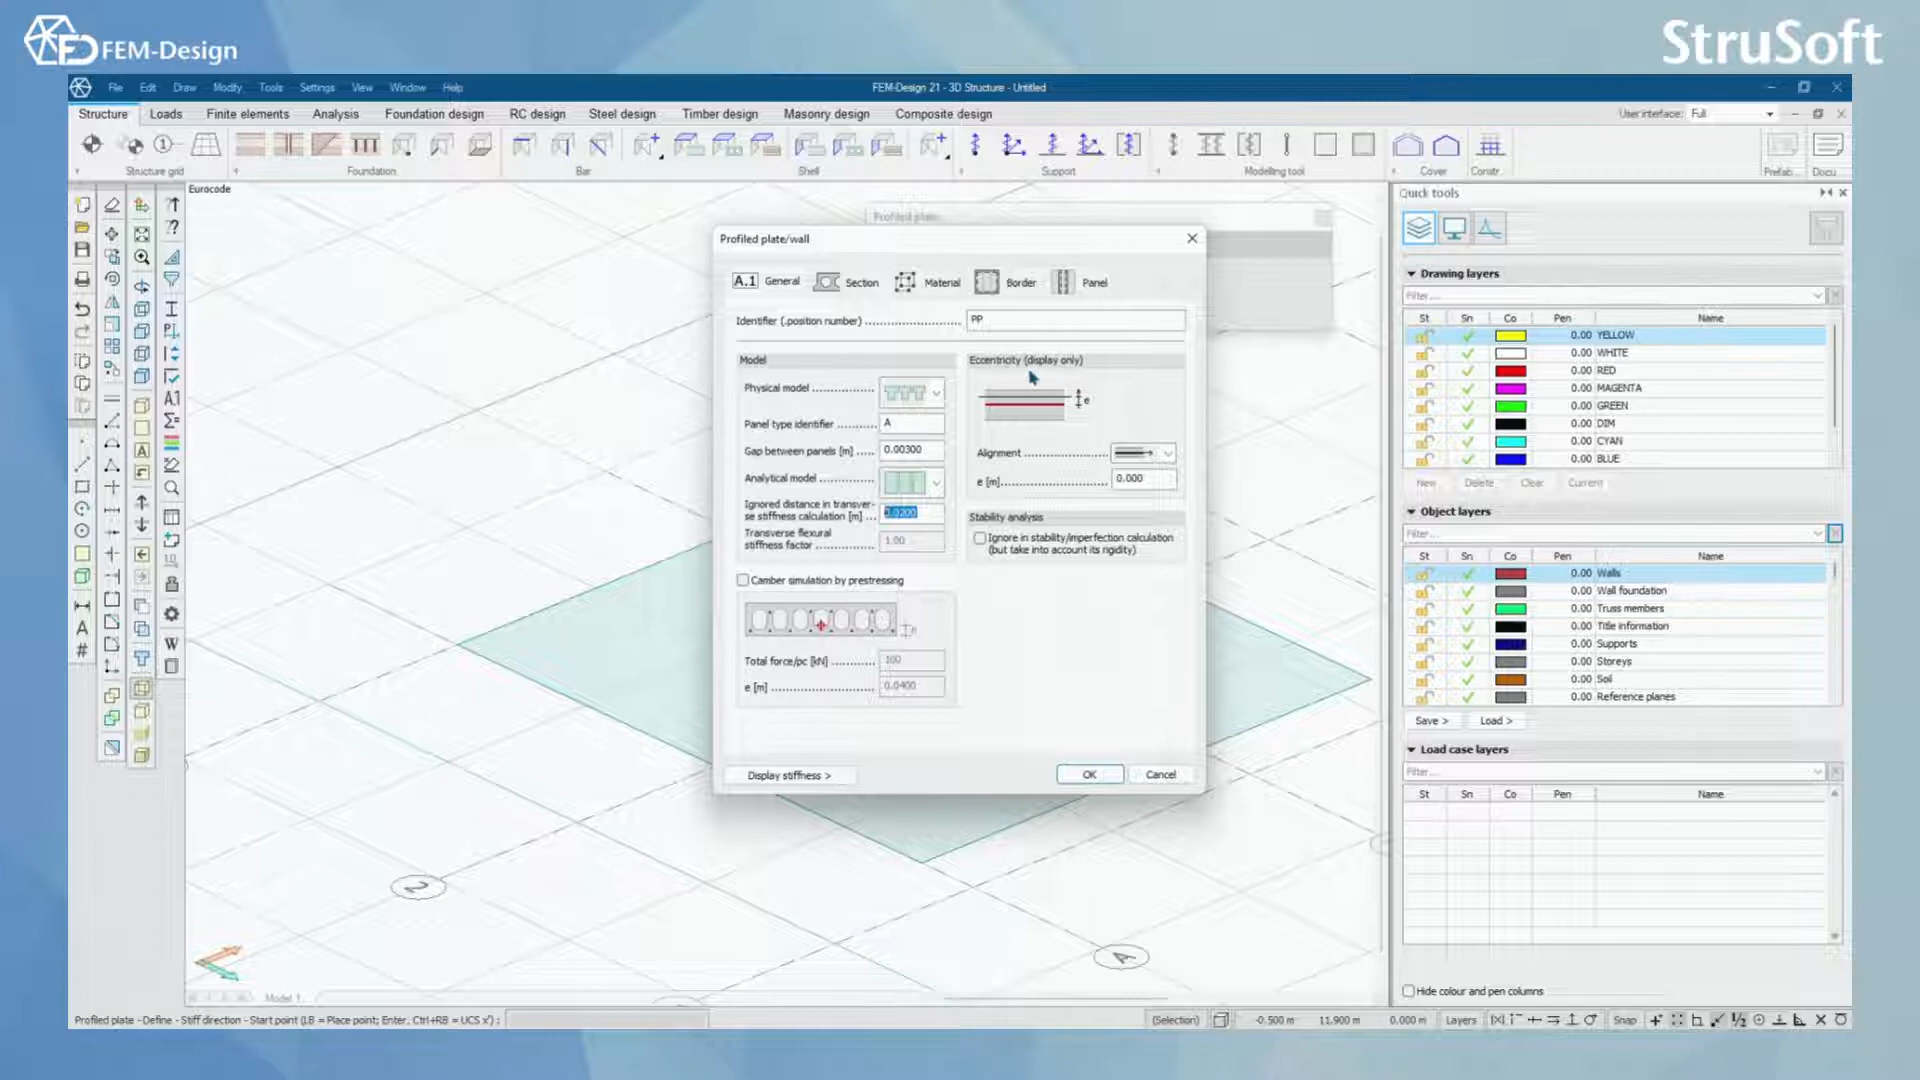 FEM-Design
StruSoft
File Edit Draw Modify Tools Settings View Window Help
FEM-Design 21 - 3D Structure - Untitled
Structure Loads Finite elements Analysis Foundation design RC design Steel design Timber design Masonry design Composite design
User interface: Full
Structure grid Foundation Bar Shell Support Modelling tool Cover Constr... Prefab... Docu
Eurocode
Quick tools
Profiled plate
Profiled plate/wall
A.1 General Section Material Border Panel
Identifier (.position number) PP
Model
Physical model
Panel type identifier A
Gap between panels [m] 0.00300
Analytical model
Ignored distance in transver-
se stiffness calculation [m] 0.0200
Transverse flexural
stiffness factor 1.00
Camber simulation by prestressing
Total force/pc [kN] 100
e [m] 0.0400
Eccentricity (display only)
e
Alignment
e [m] 0.000
Stability analysis
Ignore in stability/imperfection calculation
(but take into account its rigidity)
Display stiffness >
OK Cancel
Drawing layers
Filter...
St Sn Co Pen Name
0.00 YELLOW
0.00 WHITE
0.00 RED
0.00 MAGENTA
0.00 GREEN
0.00 DIM
0.00 CYAN
0.00 BLUE
New Delete Clear Current
Object layers
Filter...
St Sn Co Pen Name
0.00 Walls
0.00 Wall foundation
0.00 Truss members
0.00 Title information
0.00 Supports
0.00 Storeys
0.00 Soil
0.00 Reference planes
Save > Load >
Load case layers
Filter...
St Sn Co Pen Name
Hide colour and pen columns
2
A
Model 1
Profiled plate - Define - Stiff direction - Start point (LB = Place point; Enter, Ctrl+RB = UCS x') :
(Selection) -0.500 m 11.900 m 0.000 m Layers Snap